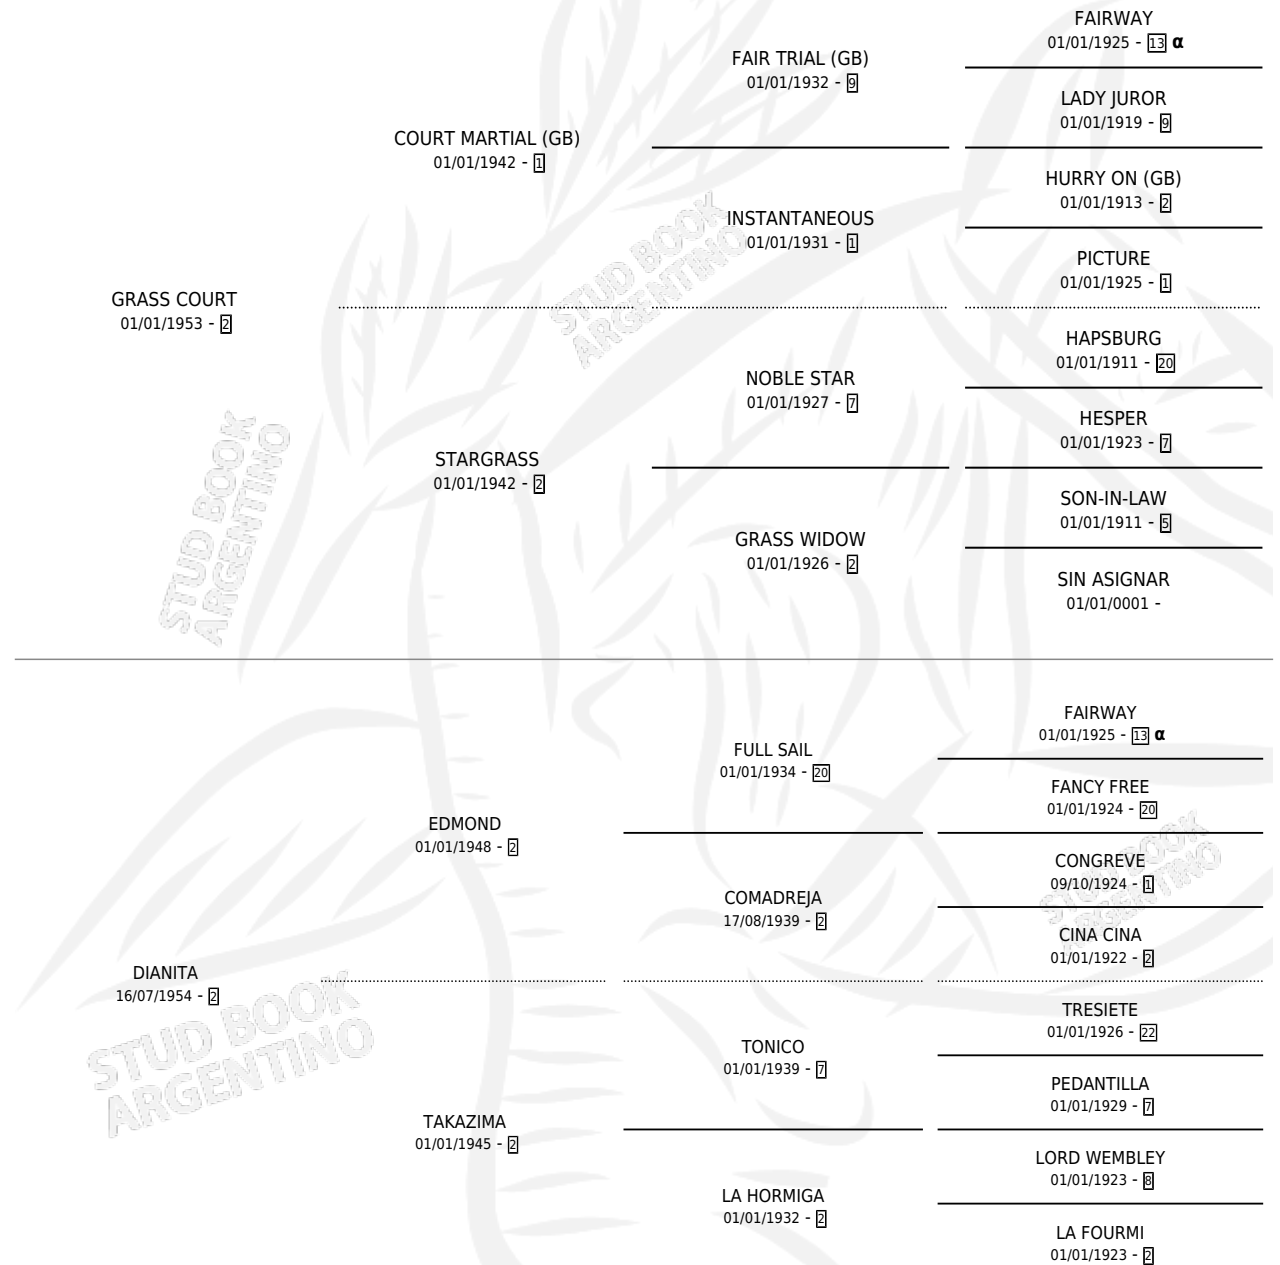 FAIRWAY
01/01/1925 - 13 α
FAIR TRIAL (GB)
01/01/1932 - 9
LADY JUROR
01/01/1919 - 9
COURT MARTIAL (GB)
01/01/1942 - 1
HURRY ON (GB)
01/01/1913 - 2
INSTANTANEOUS
01/01/1931 - 1
PICTURE
01/01/1925 - 1
GRASS COURT
01/01/1953 - 2
HAPSBURG
01/01/1911 - 20
NOBLE STAR
01/01/1927 - 7
HESPER
01/01/1923 - 7
STARGRASS
01/01/1942 - 2
SON-IN-LAW
01/01/1911 - 5
GRASS WIDOW
01/01/1926 - 2
SIN ASIGNAR
01/01/0001 -
FAIRWAY
01/01/1925 - 13 α
FULL SAIL
01/01/1934 - 20
FANCY FREE
01/01/1924 - 20
EDMOND
01/01/1948 - 2
CONGREVE
09/10/1924 - 1
COMADREJA
17/08/1939 - 2
CINA CINA
01/01/1922 - 2
DIANITA
16/07/1954 - 2
TRESIETE
01/01/1926 - 22
TONICO
01/01/1939 - 7
PEDANTILLA
01/01/1929 - 7
TAKAZIMA
01/01/1945 - 2
LORD WEMBLEY
01/01/1923 - 8
LA HORMIGA
01/01/1932 - 2
LA FOURMI
01/01/1923 - 2
STUD BOOK
ARGENTINO
STUD BOOK
ARGENTINO
STUD BOOK
ARGENTINO
STUD BOOK
ARGENTINO